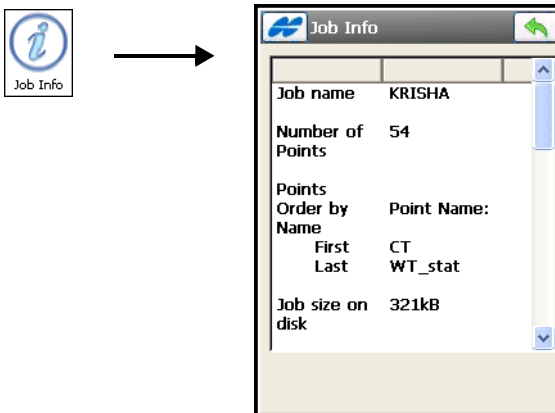 Job Info
Job Info
Job name KRISHA
Number of 54
Points
Points
Order by Point Name:
Name
First CT
Last WT_stat
Job size on 321kB
disk